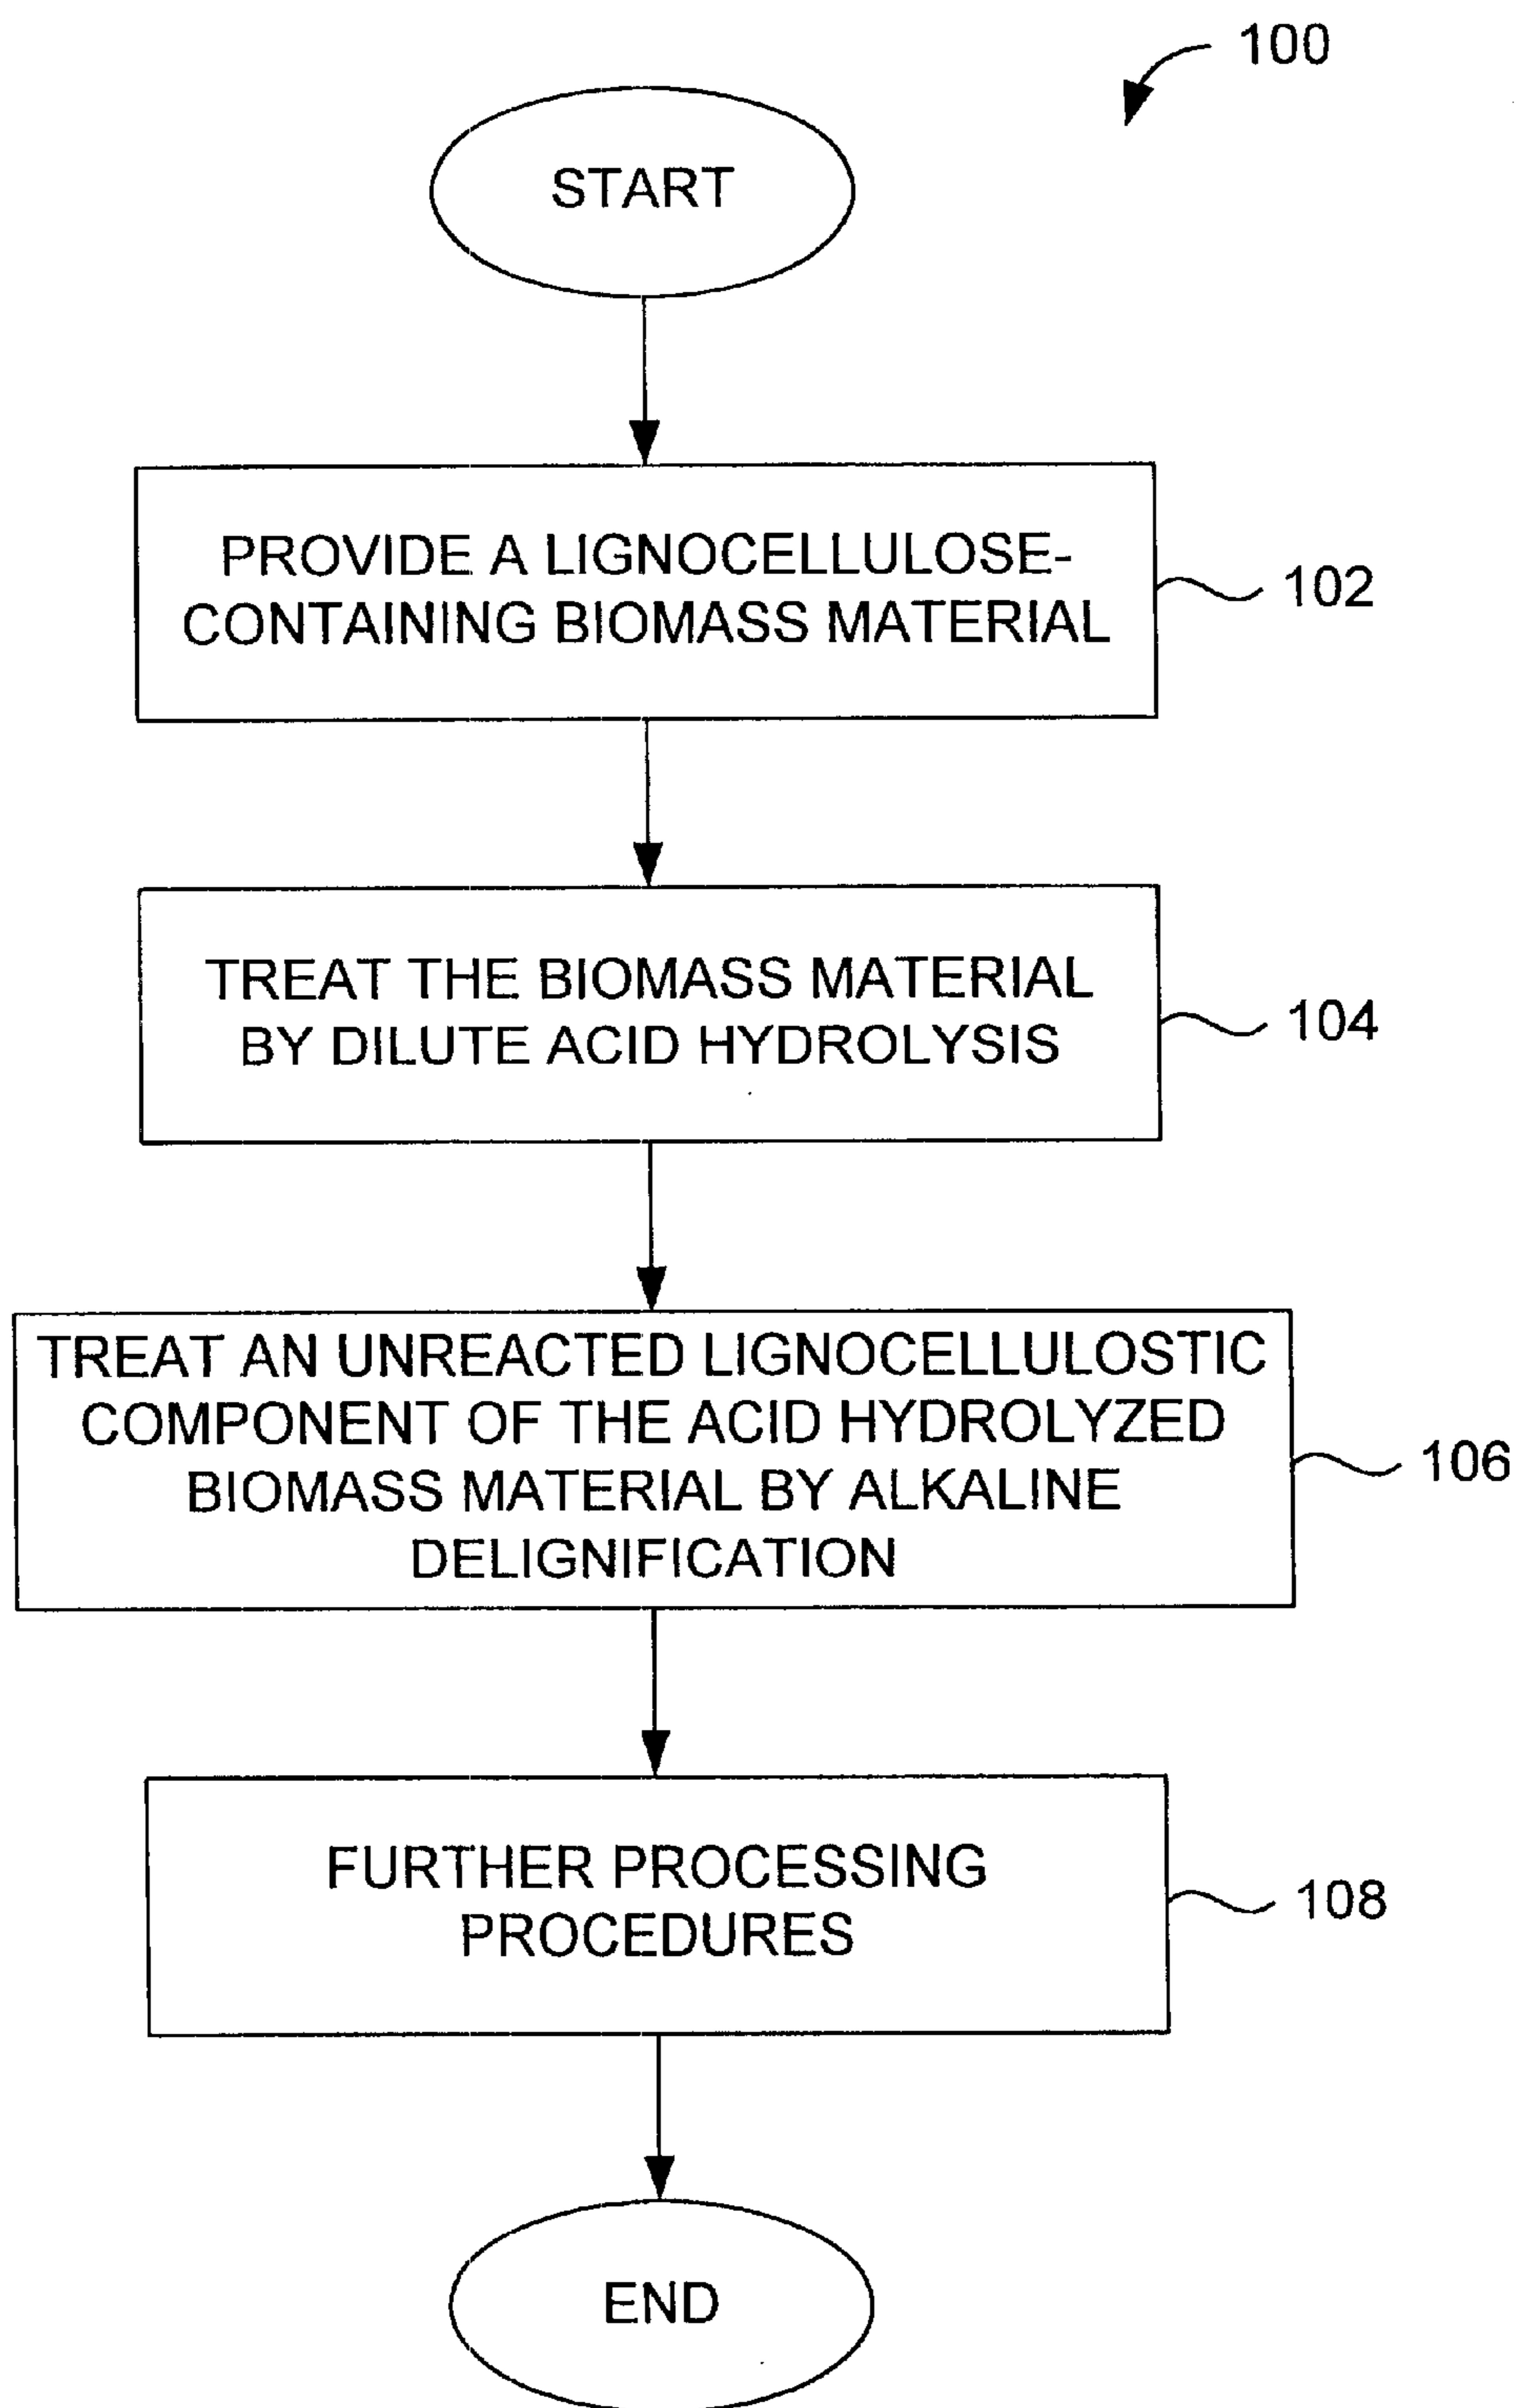 100
START
PROVIDE A LIGNOCELLULOSE-
CONTAINING BIOMASS MATERIAL
102
TREAT THE BIOMASS MATERIAL
BY DILUTE ACID HYDROLYSIS
104
TREAT AN UNREACTED LIGNOCELLULOSTIC
COMPONENT OF THE ACID HYDROLYZED
BIOMASS MATERIAL BY ALKALINE
DELIGNIFICATION
106
FURTHER PROCESSING
PROCEDURES
108
END